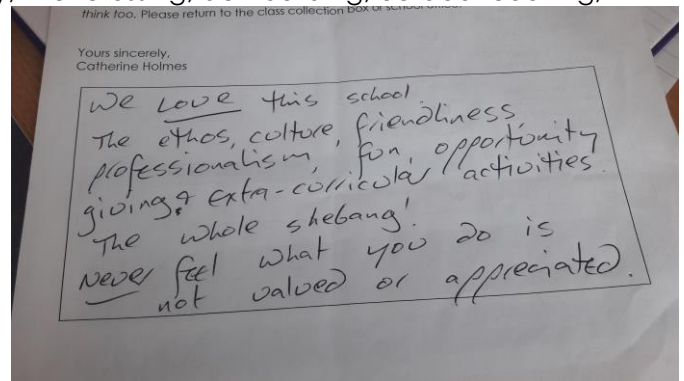 think too. Please return to the class collection box or school
Yours sincerely,
Catherine Holmes
We LOVE this school
The ethos, culture, friendliness,
professionalism, fun, opportunity
giving & extra-curricular activities.
The whole shebang!
Never feel what you do is
not valued or appreciated.